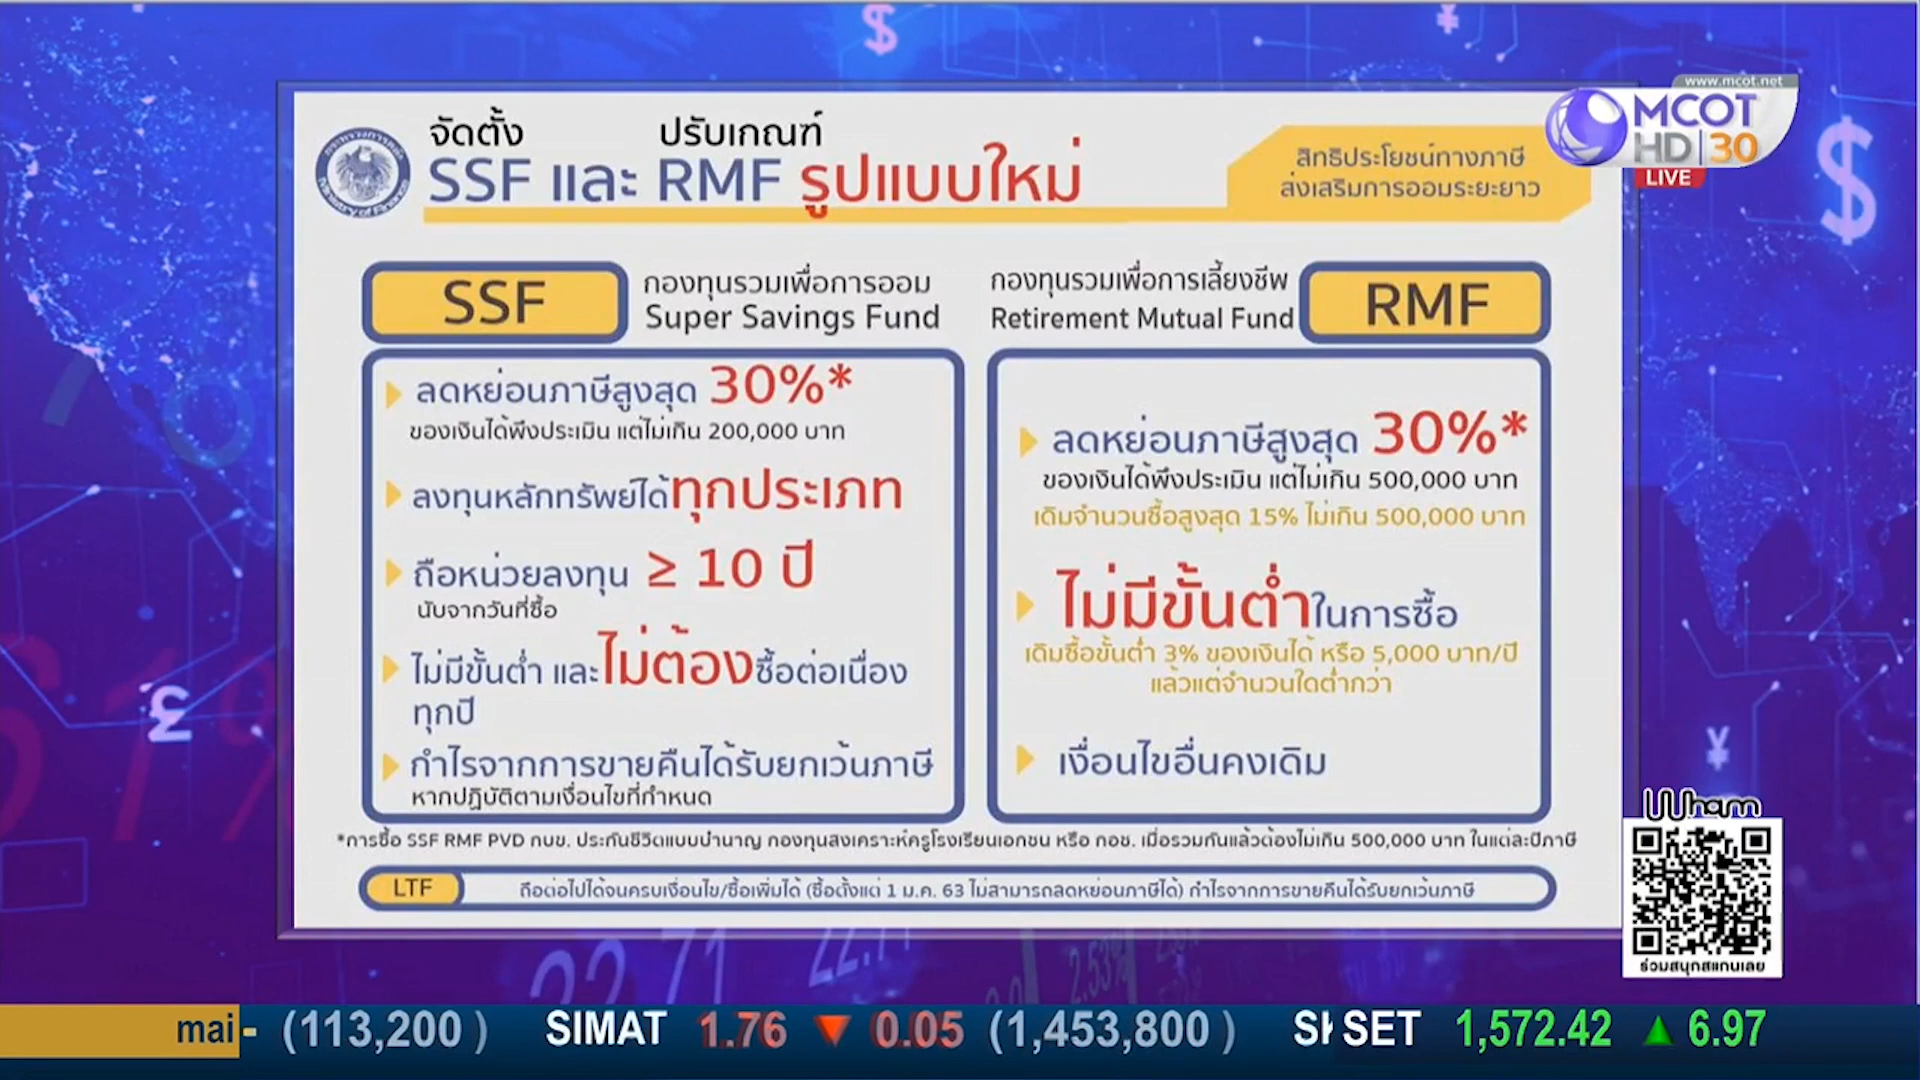 www.mcot.net
MCOT
HD 30
LIVE
จัดตั้ง ปรับเกณฑ์
SSF และ RMF รูปแบบใหม่
สิทธิประโยชน์ทางภาษี
ส่งเสริมการออมระยะยาว
SSF
กองทุนรวมเพื่อการออม
Super Savings Fund
ลดหย่อนภาษีสูงสุด 30%*
ของเงินได้พึงประเมิน แต่ไม่เกิน 200,000 บาท
ลงทุนหลักทรัพย์ได้ทุกประเภท
ถือหน่วยลงทุน ≥ 10 ปี
นับจากวันที่ซื้อ
ไม่มีขั้นต่ำ และไม่ต้องซื้อต่อเนื่อง
ทุกปี
กำไรจากการขายคืนได้รับยกเว้นภาษี
หากปฏิบัติตามเงื่อนไขที่กำหนด
กองทุนรวมเพื่อการเลี้ยงชีพ
Retirement Mutual Fund
RMF
ลดหย่อนภาษีสูงสุด 30%*
ของเงินได้พึงประเมิน แต่ไม่เกิน 500,000 บาท
เดิมจำนวนซื้อสูงสุด 15% ไม่เกิน 500,000 บาท
ไม่มีขั้นต่ำในการซื้อ
เดิมซื้อขั้นต่ำ 3% ของเงินได้ หรือ 5,000 บาท/ปี
แล้วแต่จำนวนใดต่ำกว่า
เงื่อนไขอื่นคงเดิม
*การซื้อ SSF RMF PVD กบข. ประกันชีวิตแบบบำนาญ กองทุนสงเคราะห์ครูโรงเรียนเอกชน หรือ กอช. เมื่อรวมกันแล้วต้องไม่เกิน 500,000 บาท ในแต่ละปีภาษี
LTF ถือต่อไปได้จนครบเงื่อนไข/ซื้อเพิ่มได้ (ซื้อตั้งแต่ 1 ม.ค. 63 ไม่สามารถลดหย่อนภาษีได้) กำไรจากการขายคืนได้รับยกเว้นภาษี
Wham
ร่วมสนุกสแกนเลย
mai - (113,200 ) SIMAT 1.76 ▼ 0.05 (1,453,800 ) SET 1,572.42 ▲ 6.97